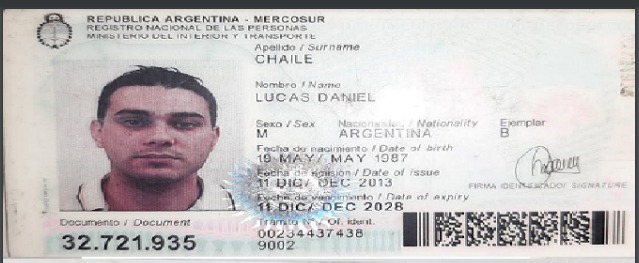 REPUBLICA ARGENTINA - MERCOSUR
REGISTRO NACIONAL DE LAS PERSONAS
MINISTERIO DEL INTERIOR Y TRANSPORTE
Apellido / Surname
CHAILE
Nombre / Name
LUCAS DANIEL
Sexo / Sex Nacionalidad / Nationality Ejemplar
M ARGENTINA B
Fecha de nacimiento / Date of birth
19 MAY/ MAY 1987
Fecha de emisión / Date of issue
11 DIC/ DEC 2013
FIRMA IDENTIFICADO/ SIGNATURE
Fecha de vencimiento / Date of expiry
11 DIC/ DEC 2028
Documento / Document
Trámite Nº / Of. ident.
32.721.935
00234437438
9002